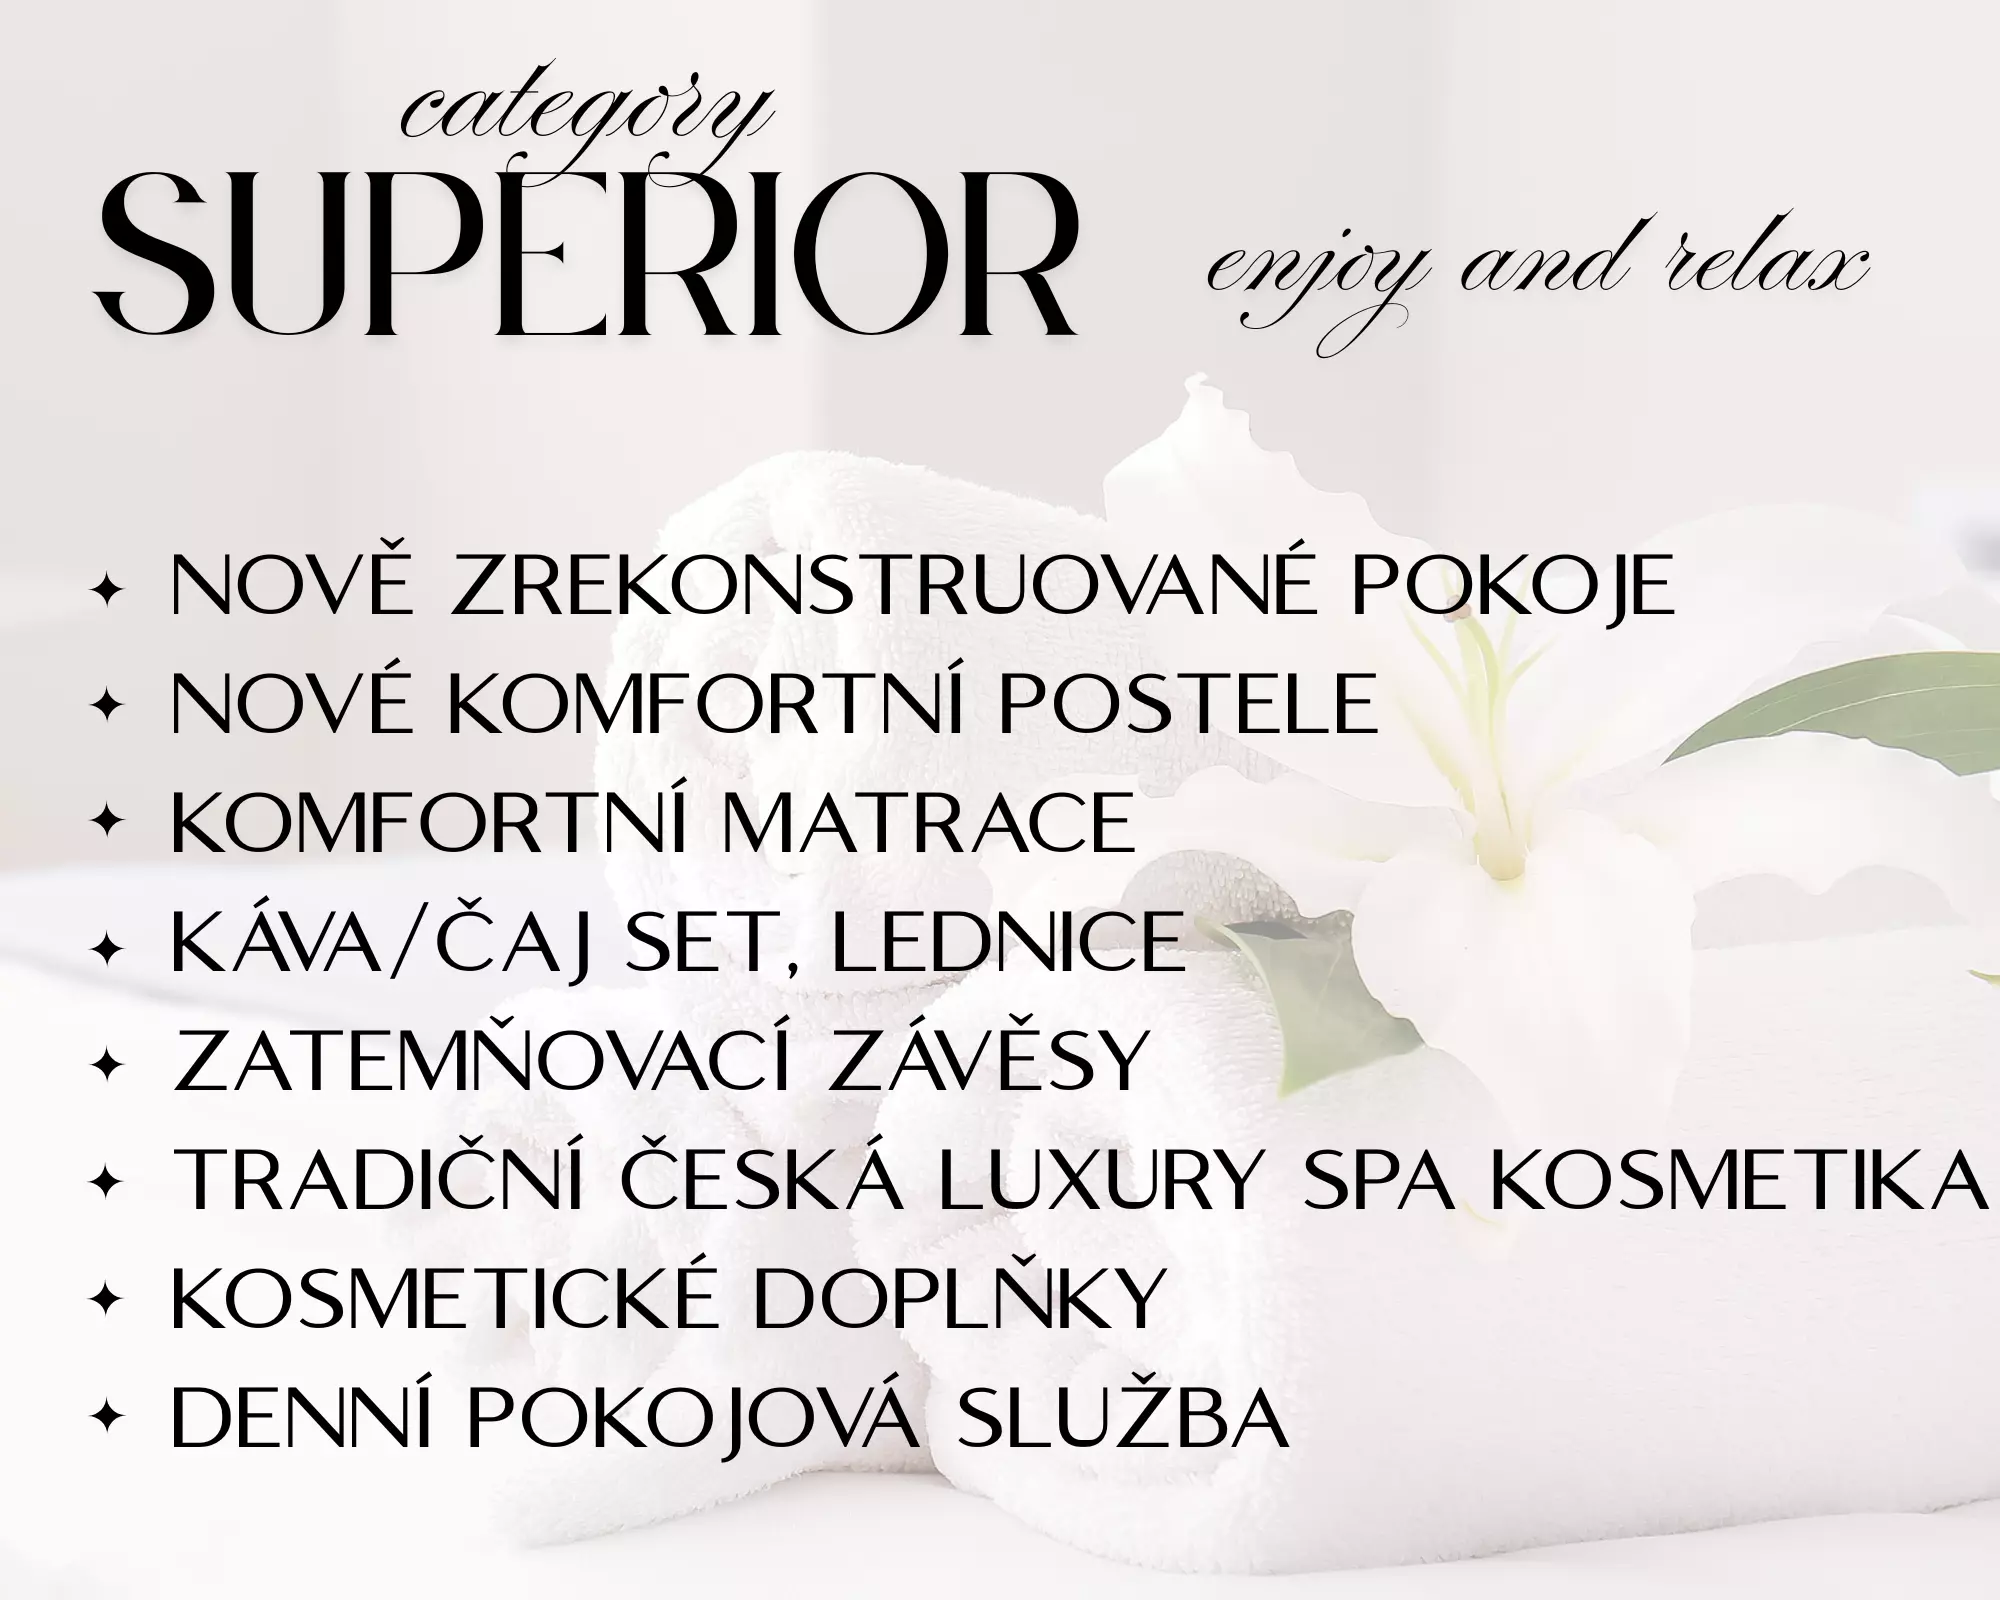 category
SUPERIOR
enjoy and relax
✦ NOVĚ ZREKONSTRUOVANÉ POKOJE
✦ NOVÉ KOMFORTNÍ POSTELE
✦ KOMFORTNÍ MATRACE
✦ KÁVA/ČAJ SET, LEDNICE
✦ ZATEMŇOVACÍ ZÁVĚSY
✦ TRADIČNÍ ČESKÁ LUXURY SPA KOSMETIKA
✦ KOSMETICKÉ DOPLŇKY
✦ DENNÍ POKOJOVÁ SLUŽBA